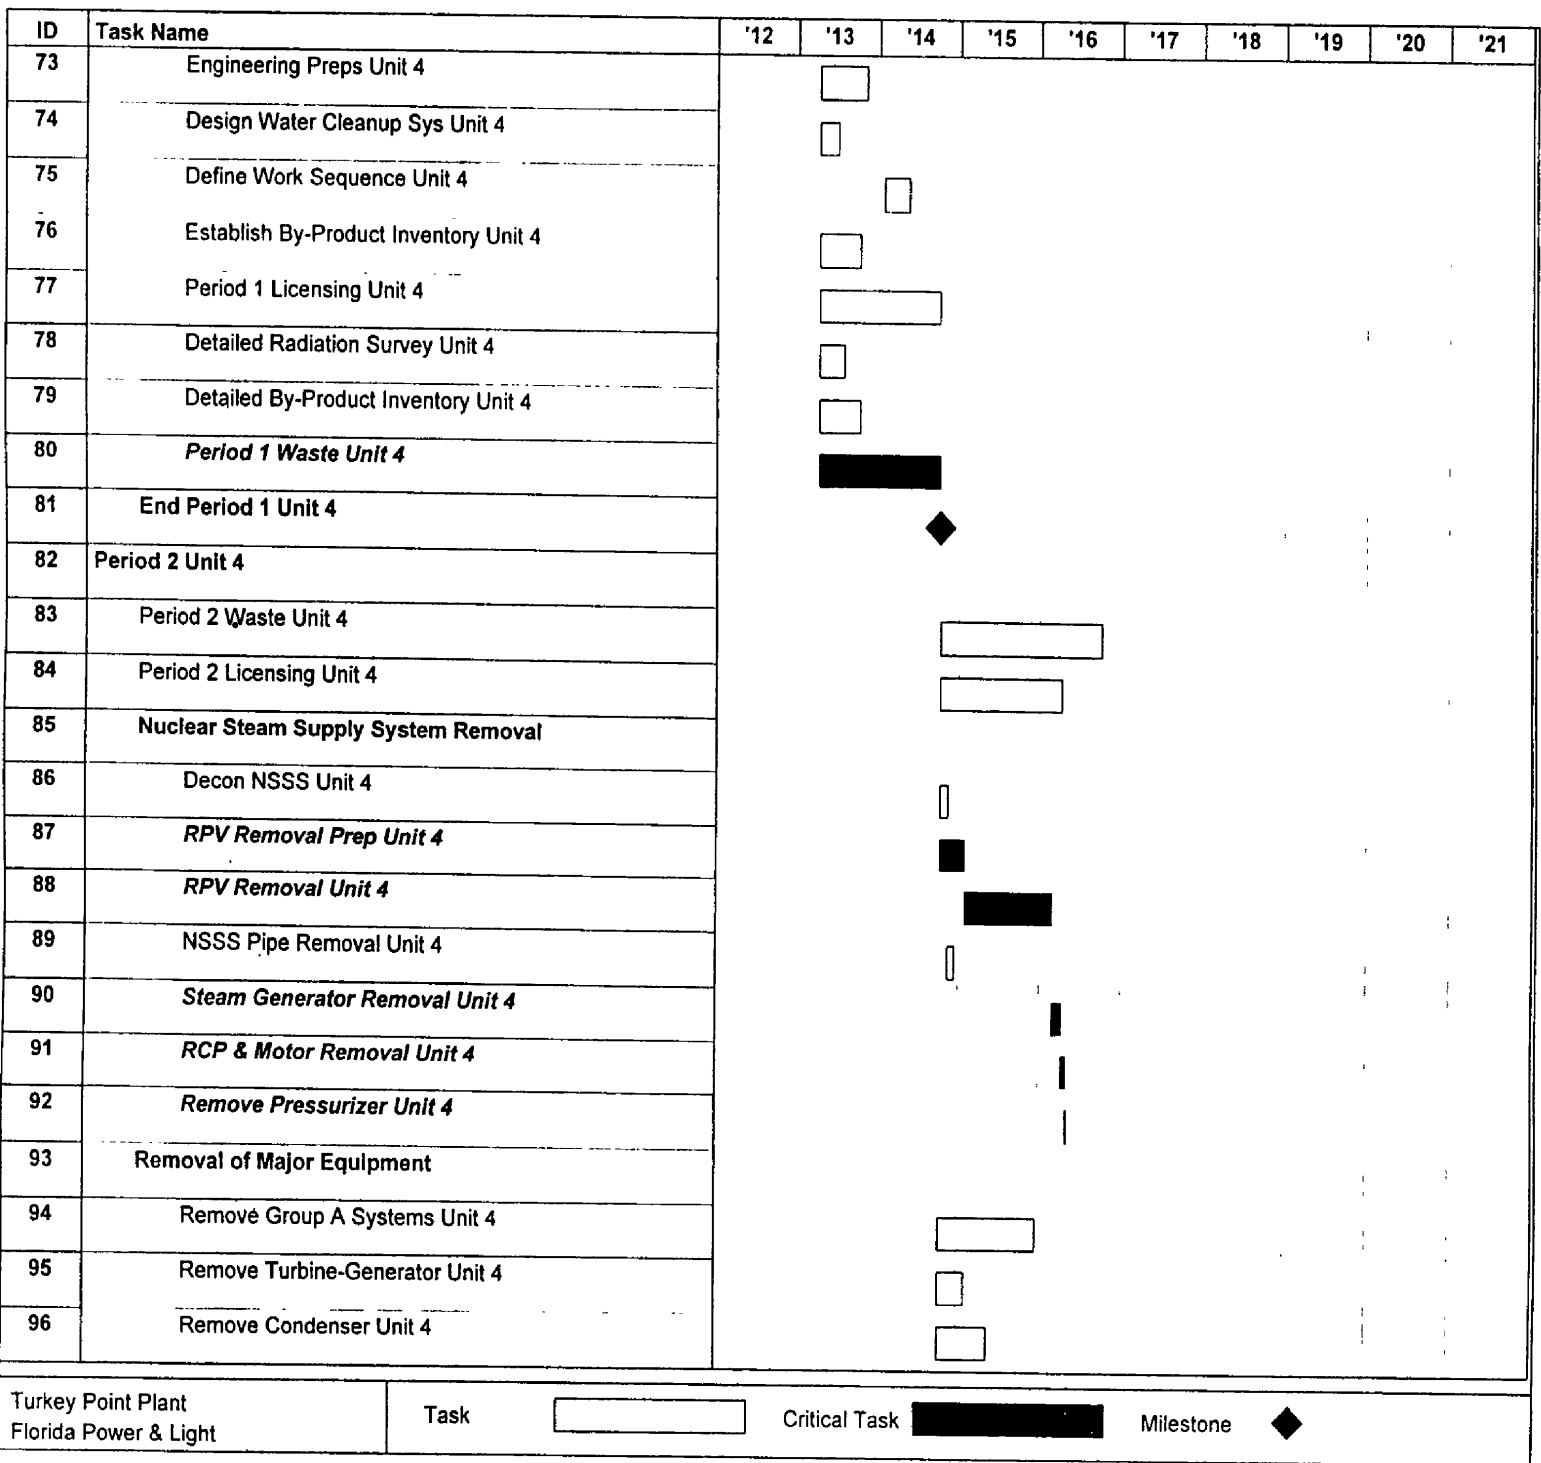 ID Task Name '12 '13 '14 '15 '16 '17 '18 '19 '20 '21
73 Engineering Preps Unit 4
74 Design Water Cleanup Sys Unit 4
75 Define Work Sequence Unit 4
76 Establish By-Product Inventory Unit 4
77 Period 1 Licensing Unit 4
78 Detailed Radiation Survey Unit 4
79 Detailed By-Product Inventory Unit 4
80 Period 1 Waste Unit 4
81 End Period 1 Unit 4
82 Period 2 Unit 4
83 Period 2 Waste Unit 4
84 Period 2 Licensing Unit 4
85 Nuclear Steam Supply System Removal
86 Decon NSSS Unit 4
87 RPV Removal Prep Unit 4
88 RPV Removal Unit 4
89 NSSS Pipe Removal Unit 4
90 Steam Generator Removal Unit 4
91 RCP & Motor Removal Unit 4
92 Remove Pressurizer Unit 4
93 Removal of Major Equipment
94 Remove Group A Systems Unit 4
95 Remove Turbine-Generator Unit 4
96 Remove Condenser Unit 4
Turkey Point Plant
Florida Power & Light
Task Critical Task Milestone